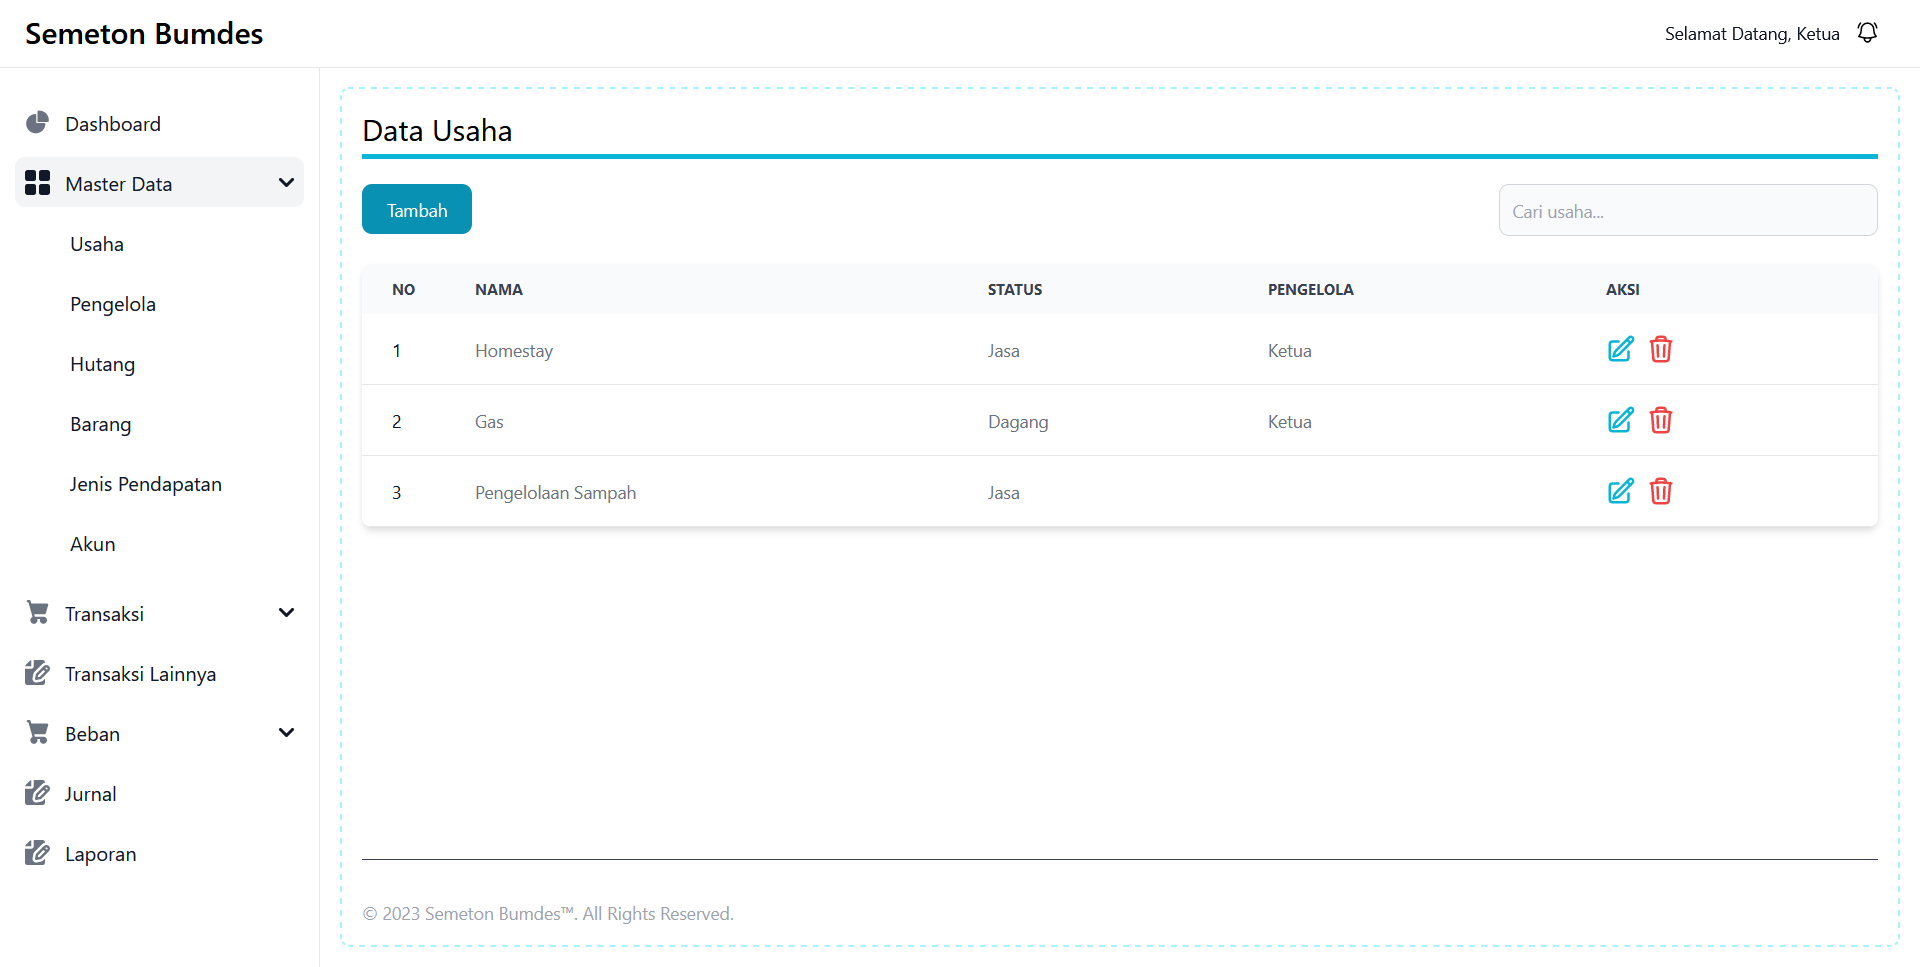 Semeton Bumdes
Selamat Datang, Ketua
Dashboard
Master Data
Usaha
Pengelola
Hutang
Barang
Jenis Pendapatan
Akun
Transaksi
Transaksi Lainnya
Beban
Jurnal
Laporan
Data Usaha
Tambah
Cari usaha...
NO NAMA STATUS PENGELOLA AKSI
1 Homestay Jasa Ketua
2 Gas Dagang Ketua
3 Pengelolaan Sampah Jasa
© 2023 Semeton Bumdes™. All Rights Reserved.